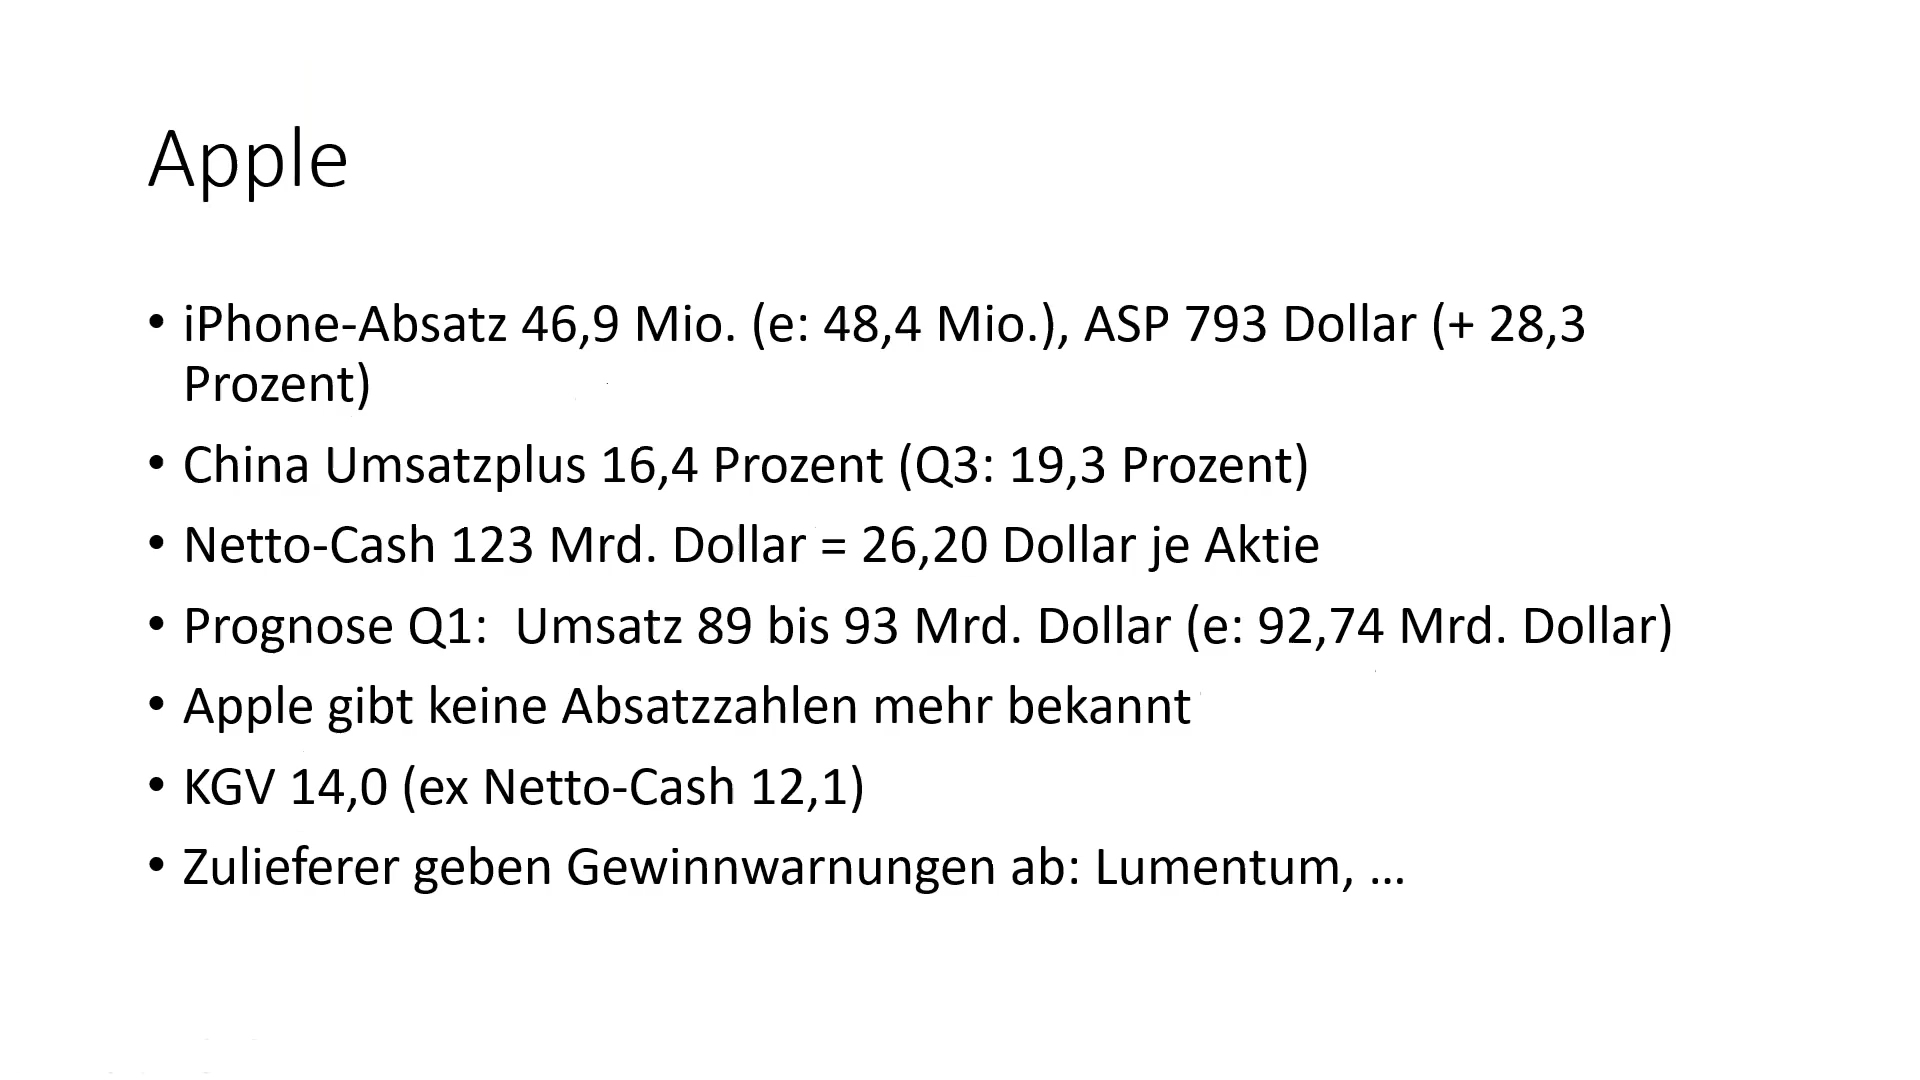 Apple
• iPhone-Absatz 46,9 Mio. (e: 48,4 Mio.), ASP 793 Dollar (+ 28,3
Prozent)
• China Umsatzplus 16,4 Prozent (Q3: 19,3 Prozent)
• Netto-Cash 123 Mrd. Dollar = 26,20 Dollar je Aktie
• Prognose Q1:  Umsatz 89 bis 93 Mrd. Dollar (e: 92,74 Mrd. Dollar)
• Apple gibt keine Absatzzahlen mehr bekannt
• KGV 14,0 (ex Netto-Cash 12,1)
• Zulieferer geben Gewinnwarnungen ab: Lumentum, …